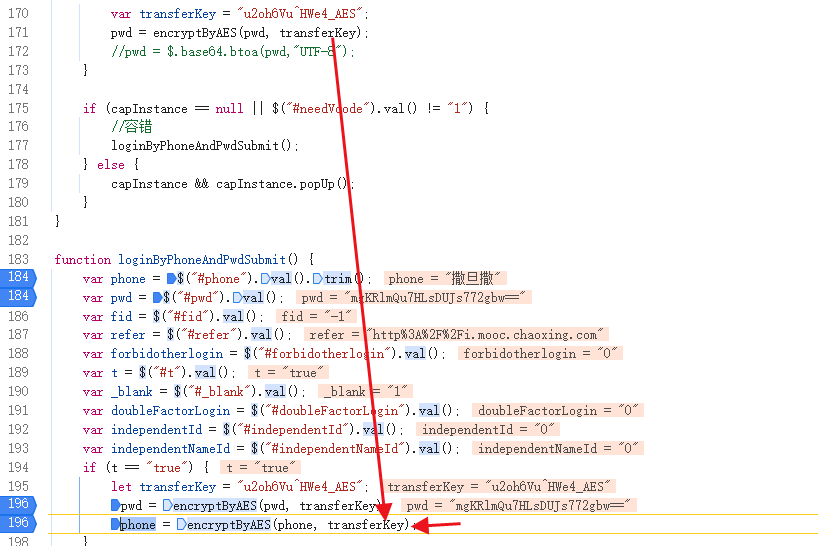 170 var transferKey = "u2oh6Vu^HWe4_AES";
171 pwd = encryptByAES(pwd, transferKey);
172 //pwd = $.base64.btoa(pwd,"UTF-8");
173 }
174
175 if (capInstance == null || $("#needVcode").val() != "1") {
176 //容错
177 loginByPhoneAndPwdSubmit();
178 } else {
179 capInstance && capInstance.popUp();
180 }
181 }
182
183 function loginByPhoneAndPwdSubmit() {
184 var phone = $("#phone").val().trim(); phone = "撒旦撒"
184 var pwd = $("#pwd").val(); pwd = "mgKRlmQu7HLsDUJs772gbw=="
186 var fid = $("#fid").val(); fid = "-1"
187 var refer = $("#refer").val(); refer = "http%3A%2F%2Fi.mooc.chaoxing.com"
188 var forbidotherlogin = $("#forbidotherlogin").val(); forbidotherlogin = "0"
189 var t = $("#t").val(); t = "true"
190 var _blank = $("#_blank").val(); _blank = "1"
191 var doubleFactorLogin = $("#doubleFactorLogin").val(); doubleFactorLogin = "0"
192 var independentId = $("#independentId").val(); independentId = "0"
193 var independentNameId = $("#independentNameId").val(); independentNameId = "0"
194 if (t == "true") { t = "true"
195 let transferKey = "u2oh6Vu^HWe4_AES"; transferKey = "u2oh6Vu^HWe4_AES"
196 pwd = encryptByAES(pwd, transferKey) pwd = "mgKRlmQu7HLsDUJs772gbw=="
196 phone = encryptByAES(phone, transferKey)
198 }